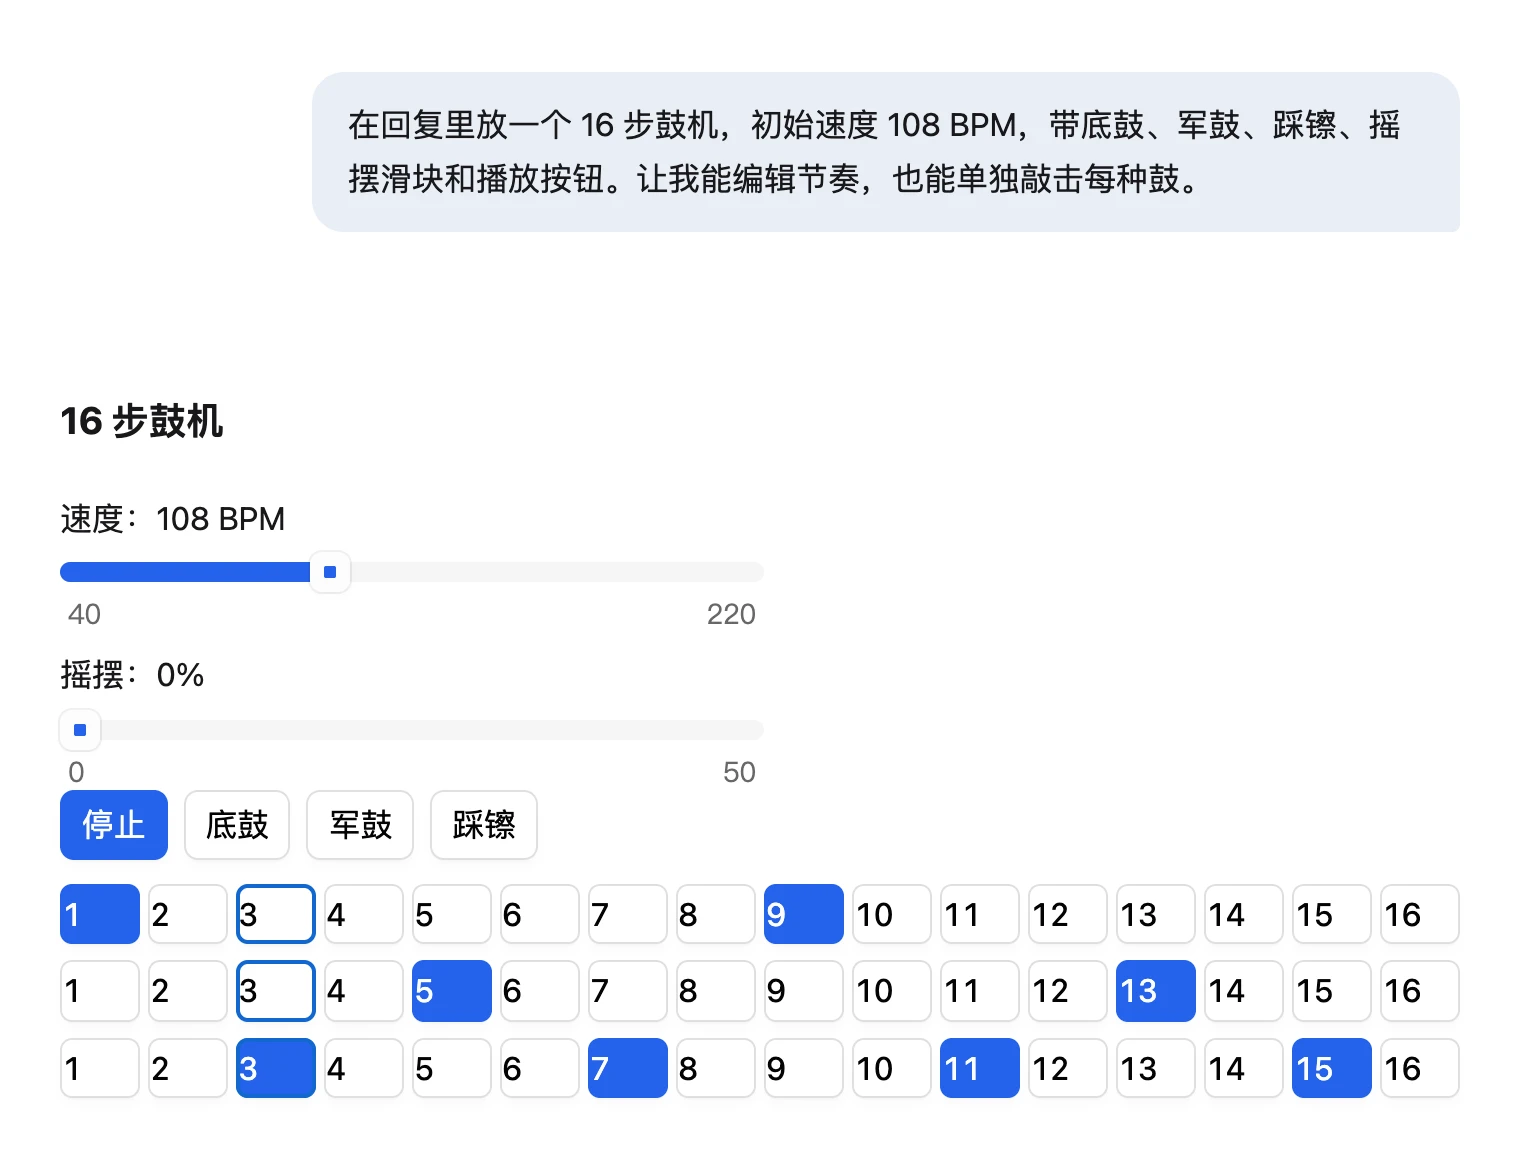 在回复里放一个 16 步鼓机，初始速度 108 BPM，带底鼓、军鼓、踩镲、摇
摆滑块和播放按钮。让我能编辑节奏，也能单独敲击每种鼓。
16 步鼓机
速度：108 BPM
40 220
摇摆：0%
0 50
停止 底鼓 军鼓 踩镲
1 2 3 4 5 6 7 8 9 10 11 12 13 14 15 16
1 2 3 4 5 6 7 8 9 10 11 12 13 14 15 16
1 2 3 4 5 6 7 8 9 10 11 12 13 14 15 16